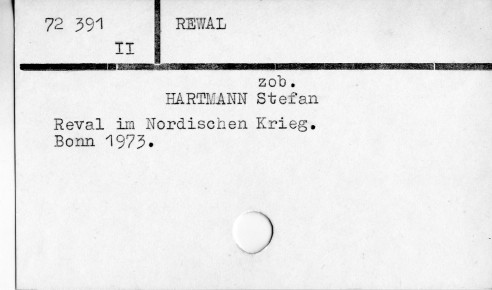 72 391 REWAL
II
zob.
HARTMANN Stefan
Reval im Nordischen Krieg.
Bonn 1973.